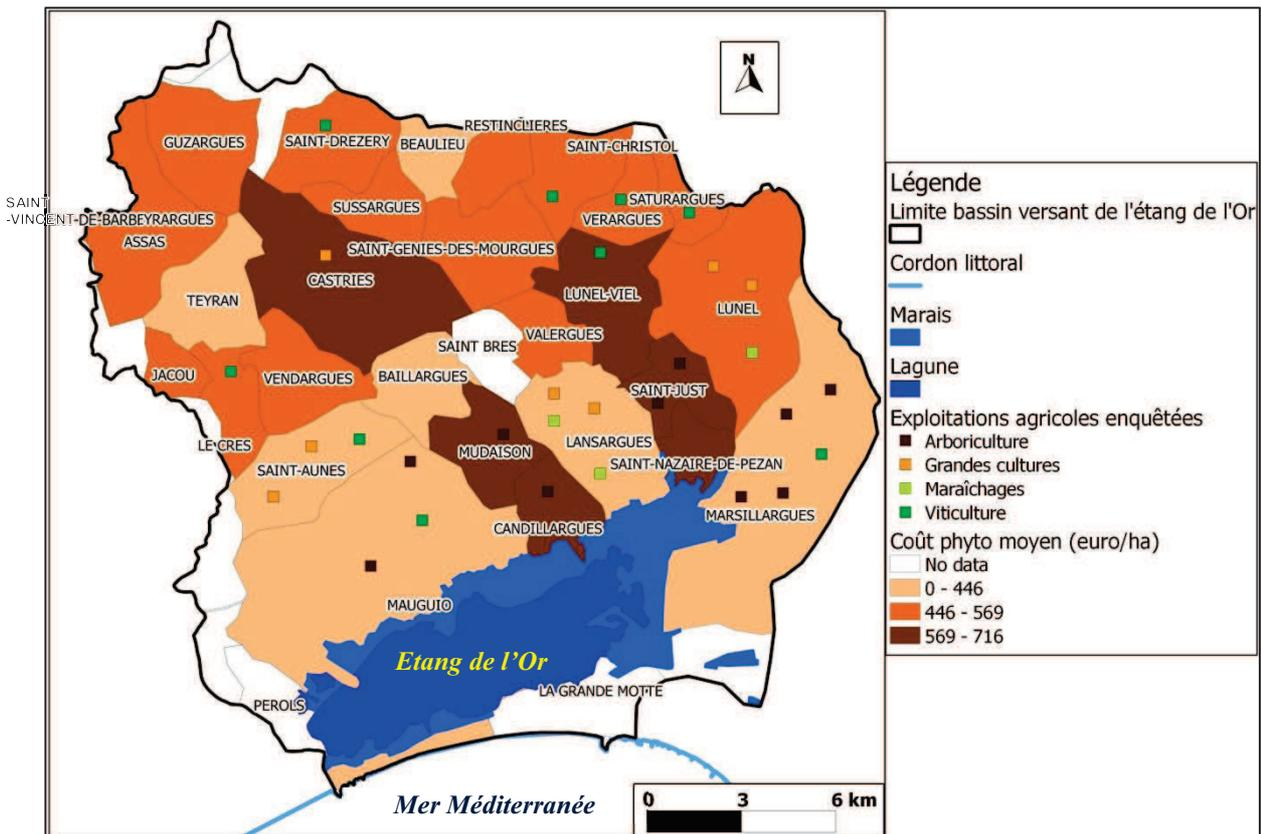 N
RESTINCLIERES
GUZARGUES
SAINT-DREZERY
BEAULIEU
SAINT-CHRISTOL
SAINT
-VINCENT-DE-BARBEYRARGUES
SUSSARGUES
SATURARGUES
VERARGUES
ASSAS
SAINT-GENIES-DES-MOURGUES
CASTRIES
TEYRAN
LUNEL-VIEL
LUNEL
VALERGUES
SAINT BRES
JACOU
VENDARGUES
BAILLARGUES
SAINT-JUST
LE CRES
SAINT-AUNES
MUDAISON
LANSARGUES
SAINT-NAZAIRE-DE-PEZAN
CANDILLARGUES
MARSILLARGUES
MAUGUIO
Etang de l'Or
LA GRANDE MOTTE
PEROLS
Mer Méditerranée
0 3 6 km
Légende
Limite bassin versant de l'étang de l'Or
Cordon littoral
Marais
Lagune
Exploitations agricoles enquêtées
Arboriculture
Grandes cultures
Maraîchages
Viticulture
Coût phyto moyen (euro/ha)
No data
0 - 446
446 - 569
569 - 716